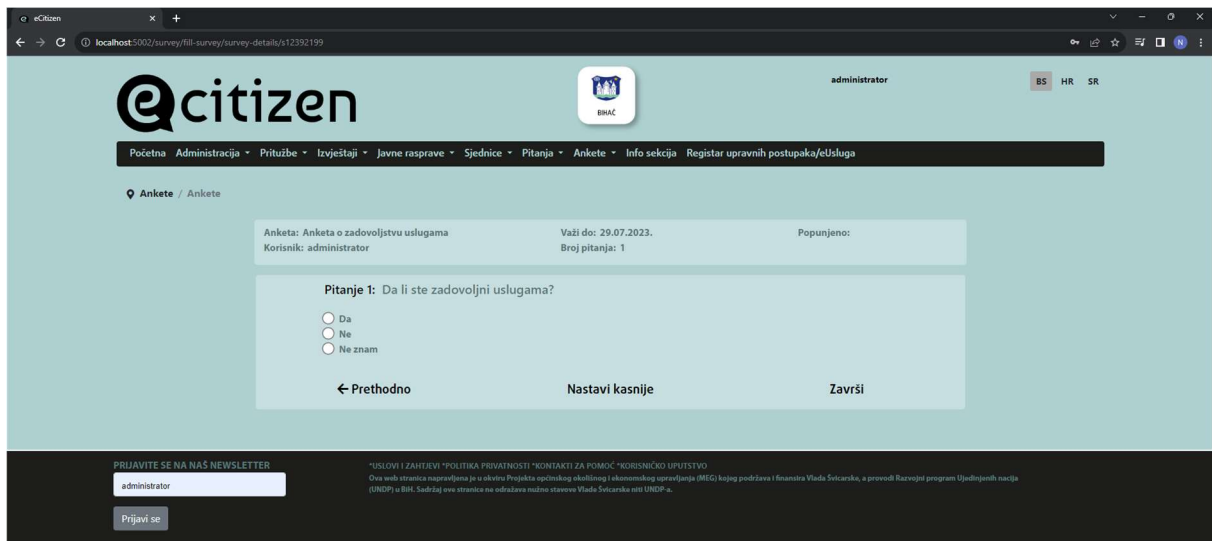 eCitizen
localhost:5002/survey/fill-survey/survey-details/s12392199
N
ecitizen
BIHAĆ
administrator
BS HR SR
Početna Administracija Pritužbe Izvještaji Javne rasprave Sjednice Pitanja Ankete Info sekcija Registar upravnih postupaka/eUsluga
Ankete / Ankete
Anketa: Anketa o zadovoljstvu uslugama Važi do: 29.07.2023. Popunjeno:
Korisnik: administrator Broj pitanja: 1
Pitanje 1: Da li ste zadovoljni uslugama?
Da
Ne
Ne znam
Prethodno Nastavi kasnije Završi
PRIJAVITE SE NA NAŠ NEWSLETTER
administrator
Prijavi se
*USLOVI I ZAHTJEVI *POLITIKA PRIVATNOSTI *KONTAKTI ZA POMOĆ *KORISNIČKO UPUTSTVO
Ova web stranica napravljena je u okviru Projekta općinskog okolišnog i ekonomskog upravljanja (MEG) kojeg podržava i finansira Vlada Švicarske, a provodi Razvojni program Ujedinjenih nacija
(UNDP) u BiH. Sadržaj ove stranice ne odražava nužno stavove Vlade Švicarske niti UNDP-a.